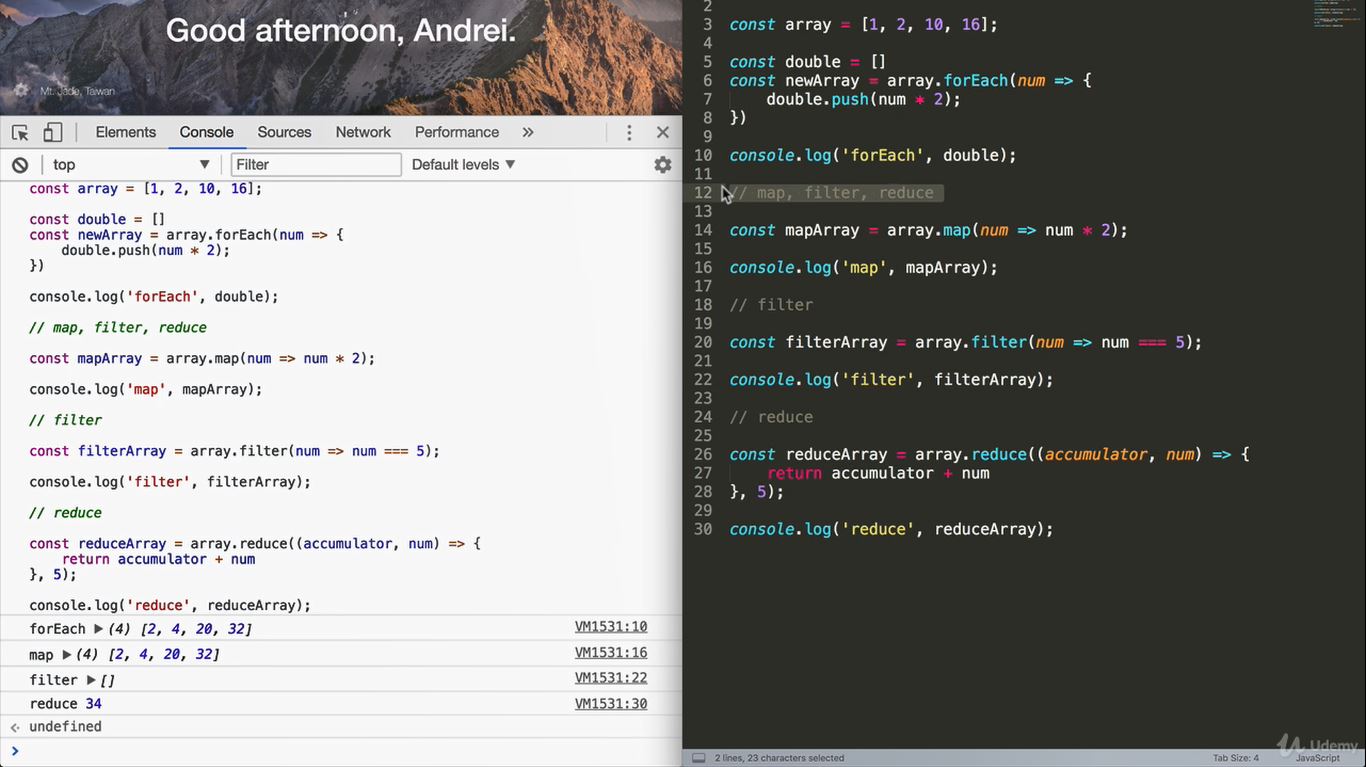 Good afternoon, Andrei.
Mt. Jade, Taiwan
Elements Console Sources Network Performance »
top ▼ Filter Default levels ▼
const array = [1, 2, 10, 16];
const double = []
const newArray = array.forEach(num => {
    double.push(num * 2);
})
console.log('forEach', double);
// map, filter, reduce
const mapArray = array.map(num => num * 2);
console.log('map', mapArray);
// filter
const filterArray = array.filter(num => num === 5);
console.log('filter', filterArray);
// reduce
const reduceArray = array.reduce((accumulator, num) => {
    return accumulator + num
}, 5);
console.log('reduce', reduceArray);
forEach ▶ (4) [2, 4, 20, 32] VM1531:10
map ▶ (4) [2, 4, 20, 32] VM1531:16
filter ▶ [] VM1531:22
reduce 34 VM1531:30
undefined
2
3 const array = [1, 2, 10, 16];
4
5 const double = []
6 const newArray = array.forEach(num => {
7     double.push(num * 2);
8 })
9
10 console.log('forEach', double);
11
12 // map, filter, reduce
13
14 const mapArray = array.map(num => num * 2);
15
16 console.log('map', mapArray);
17
18 // filter
19
20 const filterArray = array.filter(num => num === 5);
21
22 console.log('filter', filterArray);
23
24 // reduce
25
26 const reduceArray = array.reduce((accumulator, num) => {
27     return accumulator + num
28 }, 5);
29
30 console.log('reduce', reduceArray);
2 lines, 23 characters selected
Tab Size: 4 JavaScript
Udemy